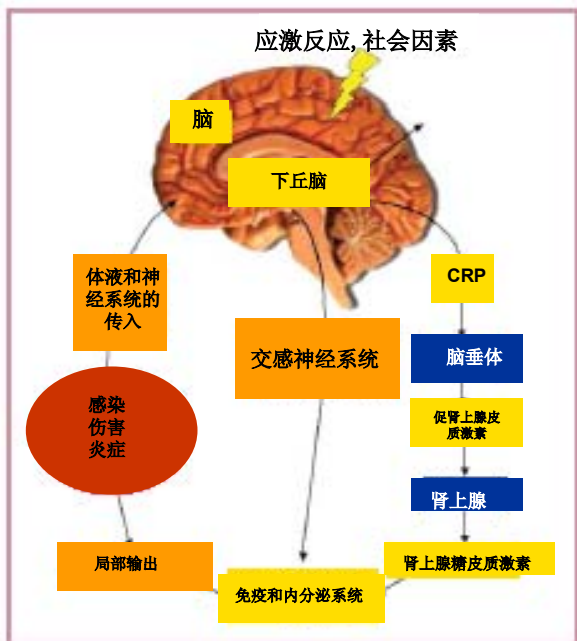 应激反应,社会因素
脑
下丘脑
体液和神
经系统的
传入
CRP
交感神经系统
脑垂体
感染
伤害
炎症
促肾上腺皮
质激素
肾上腺
局部输出
肾上腺糖皮质激素
免疫和内分泌系统